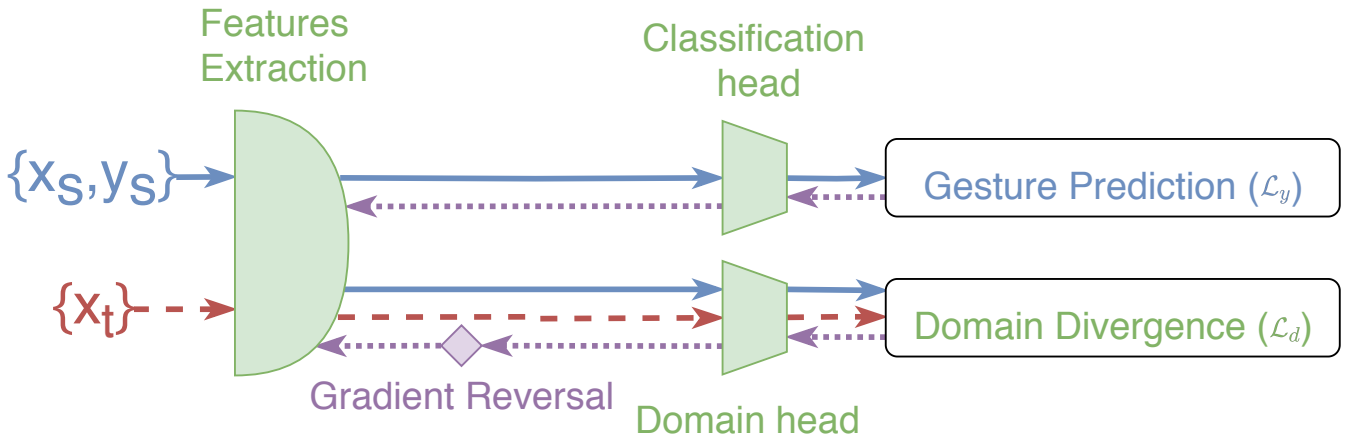 Features
Extraction
Classification
head
{xs,ys}
Gesture Prediction (ℒy)
{xt}
Domain Divergence (ℒd)
Gradient Reversal
Domain head